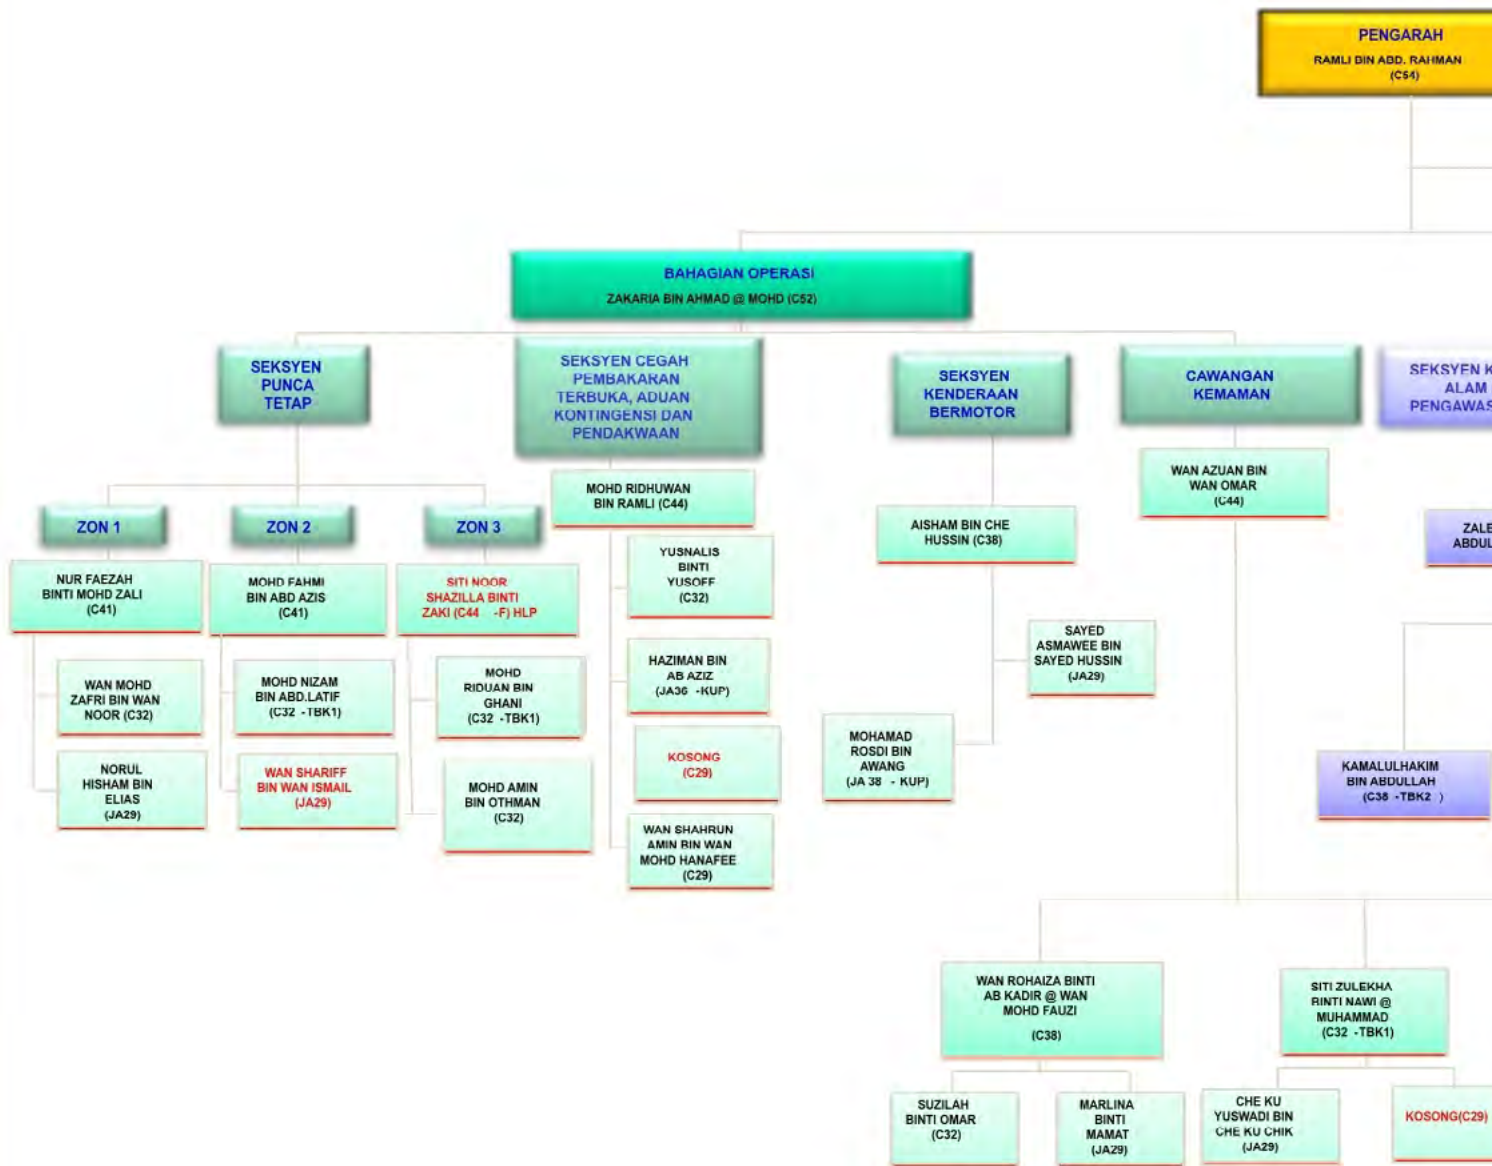 PENGARAH
RAMLI BIN ABD. RAHMAN
(C54)
BAHAGIAN OPERASI
ZAKARIA BIN AHMAD @ MOHD (C52)
SEKSYEN
PUNCA
TETAP
SEKSYEN CEGAH
PEMBAKARAN
TERBUKA, ADUAN
KONTINGENSI DAN
PENDAKWAAN
SEKSYEN
KENDERAAN
BERMOTOR
CAWANGAN
KEMAMAN
SEKSYEN
ALAM
ZON 1
ZON 2
ZON 3
NUR FAEZAH
BINTI MOHD ZALI
(C41)
WAN MOHD
ZAFRI BIN WAN
NOOR (C32)
NORUL
HISHAM BIN
ELIAS
(JA29)
MOHD FAHMI
BIN ABD AZIS
(C41)
MOHD NIZAM
BIN ABD.LATIF
(C32 -TBK1)
WAN SHARIFF
BIN WAN ISMAIL
(JA29)
SITI NOOR
SHAZILLA BINTI
ZAKI (C44 -F) HLP
MOHD
RIDUAN BIN
GHANI
(C32 -TBK1)
MOHD AMIN
BIN OTHMAN
(C32)
MOHD RIDHUWAN
BIN RAMLI (C44)
YUSNALIS
BINTI
YUSOFF
(C32)
HAZIMAN BIN
AB AZIZ
(JA36 -KUP)
KOSONG
(C29)
WAN SHAHRUN
AMIN BIN WAN
MOHD HANAFEE
(C29)
AISHAM BIN CHE
HUSSIN (C38)
SAYED
ASMAWEE BIN
SAYED HUSSIN
(JA29)
MOHAMAD
ROSDI BIN
AWANG
(JA 38 - KUP)
WAN AZUAN BIN
WAN OMAR
(C44)
KAMALULHAKIM
BIN ABDULLAH
(C38 -TBK2 )
WAN ROHAIZA BINTI
AB KADIR @ WAN
MOHD FAUZI
(C38)
SUZILAH
BINTI OMAR
(C32)
MARLINA
BINTI
MAMAT
(JA29)
SITI ZULEKHA
BINTI NAWI @
MUHAMMAD
(C32 -TBK1)
CHE KU
YUSWADI BIN
CHE KU CHIK
(JA29)
KOSONG(C29)